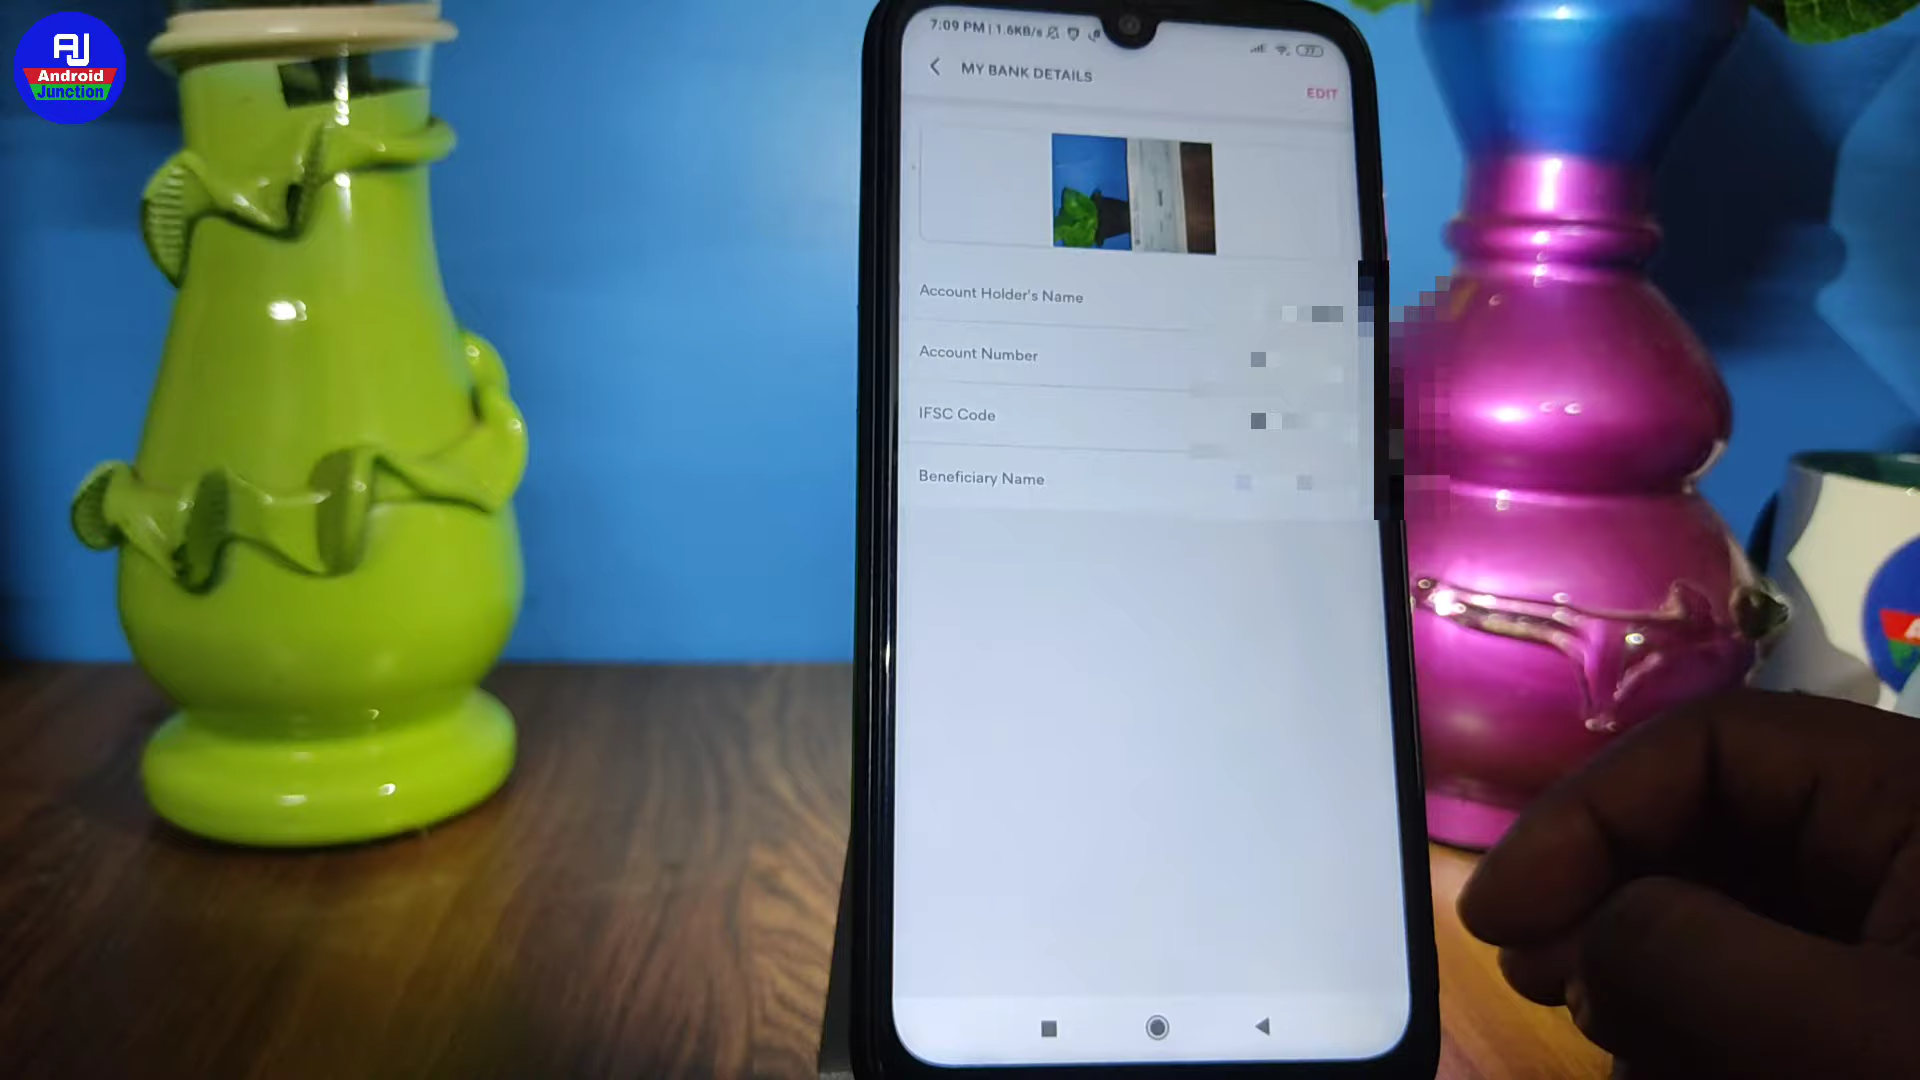 AJ
Android
Junction
7:09 PM | 1.6KB/s
77
MY BANK DETAILS
EDIT
Account Holder's Name
Account Number
IFSC Code
Beneficiary Name